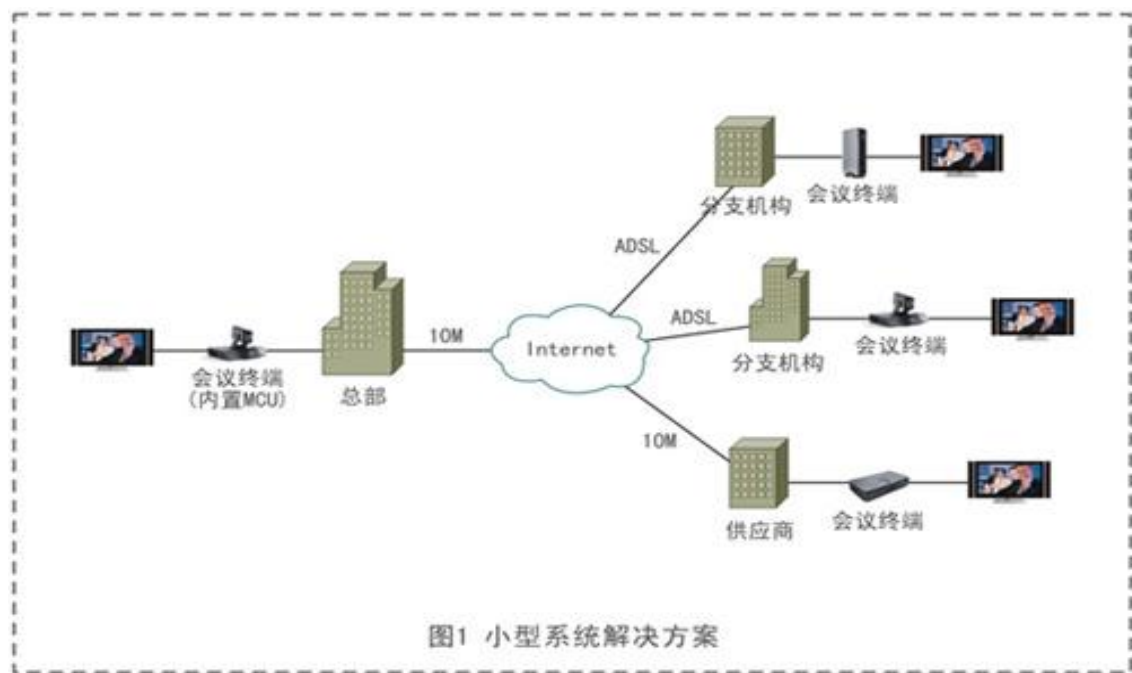 分支机构
会议终端
ADSL
ADSL
分支机构
会议终端
10M
Internet
会议终端
(内置MCU)
总部
10M
供应商
会议终端
图1 小型系统解决方案